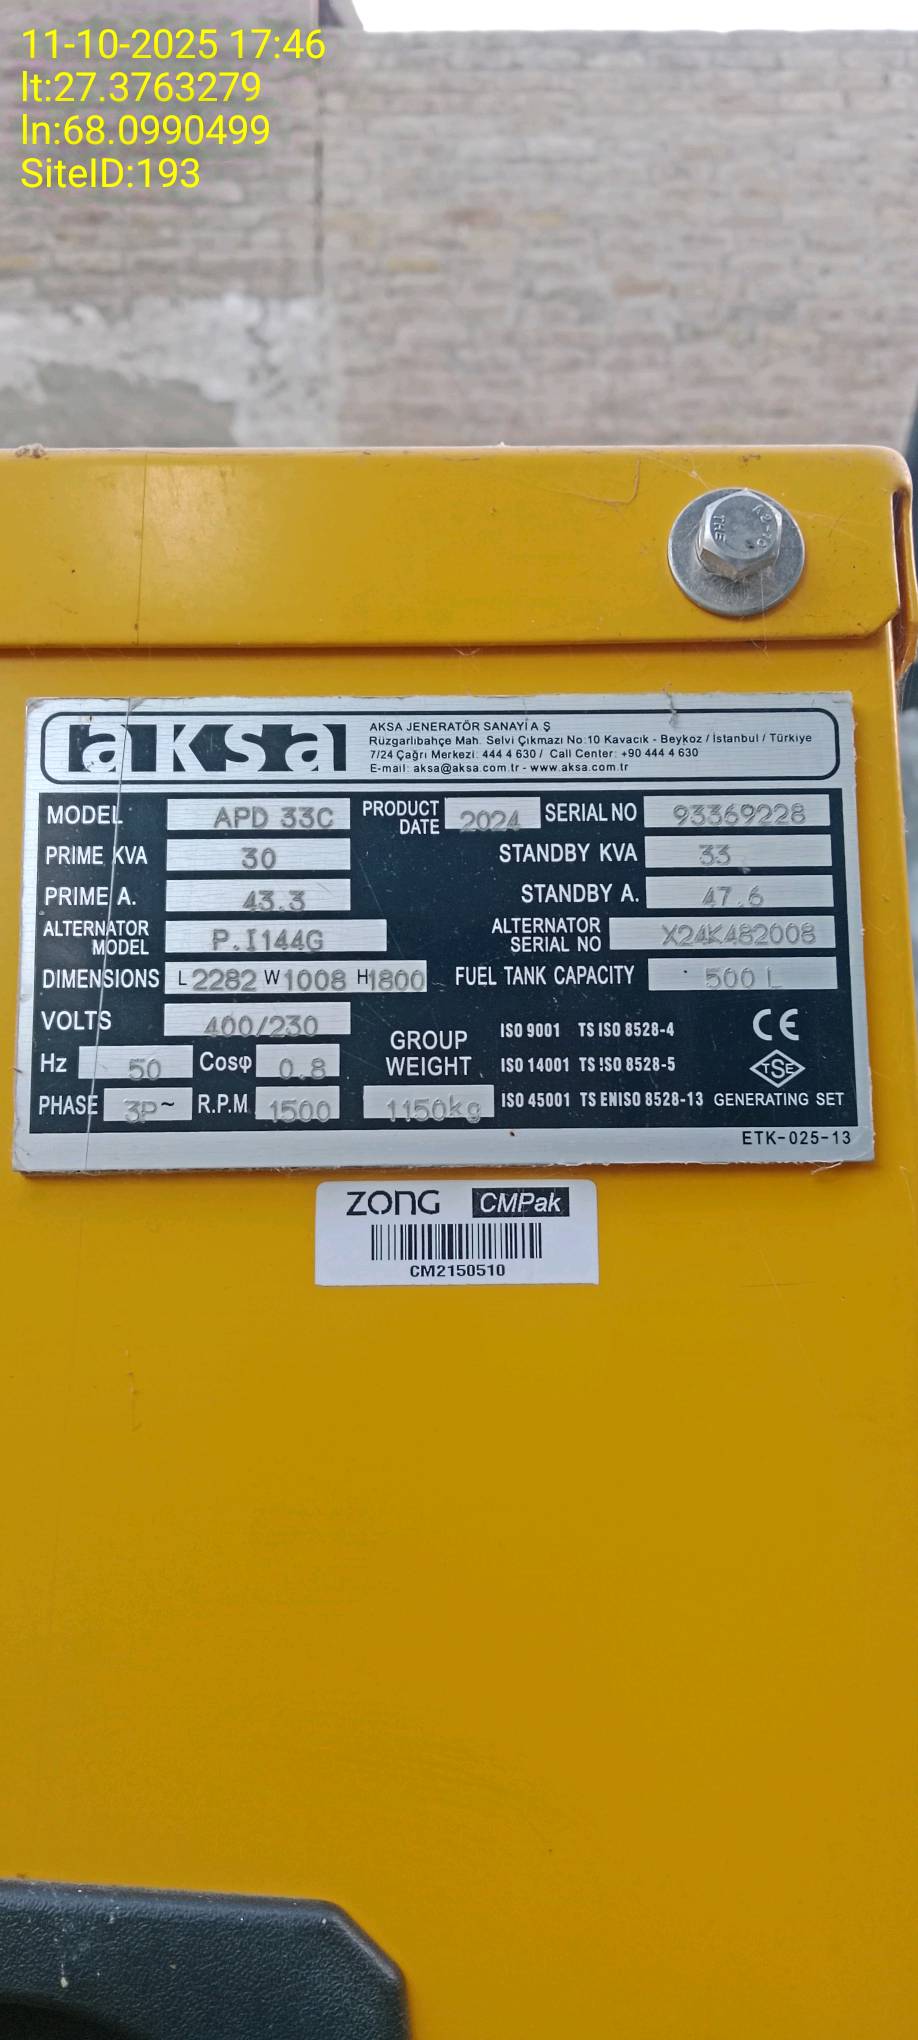 11-10-2025 17:46
lt:27.3763279
ln:68.0990499
SiteID:193
A2-70
THE
aksa
AKSA JENERATÖR SANAYİ A.Ş
Rüzgarlıbahçe Mah. Selvi Çıkmazı No:10 Kavacık - Beykoz / İstanbul / Türkiye
7/24 Çağrı Merkezi: 444 4 630 / Call Center: +90 444 4 630
E-mail: aksa@aksa.com.tr - www.aksa.com.tr
MODEL APD 33C PRODUCT DATE 2024 SERIAL NO 93369228
PRIME KVA 30 STANDBY KVA 33
PRIME A. 43.3 STANDBY A. 47.6
ALTERNATOR MODEL P.I144G ALTERNATOR SERIAL NO X24K482008
DIMENSIONS L2282 W1008 H1800 FUEL TANK CAPACITY 500 L
VOLTS 400/230 GROUP WEIGHT 1150kg
Hz 50 Cosφ 0.8
PHASE 3P~ R.P.M 1500
ISO 9001 TS ISO 8528-4 CE
ISO 14001 TS ISO 8528-5 TSE
ISO 45001 TS ENISO 8528-13 GENERATING SET
ETK-025-13
ZONG CMPak
CM2150510